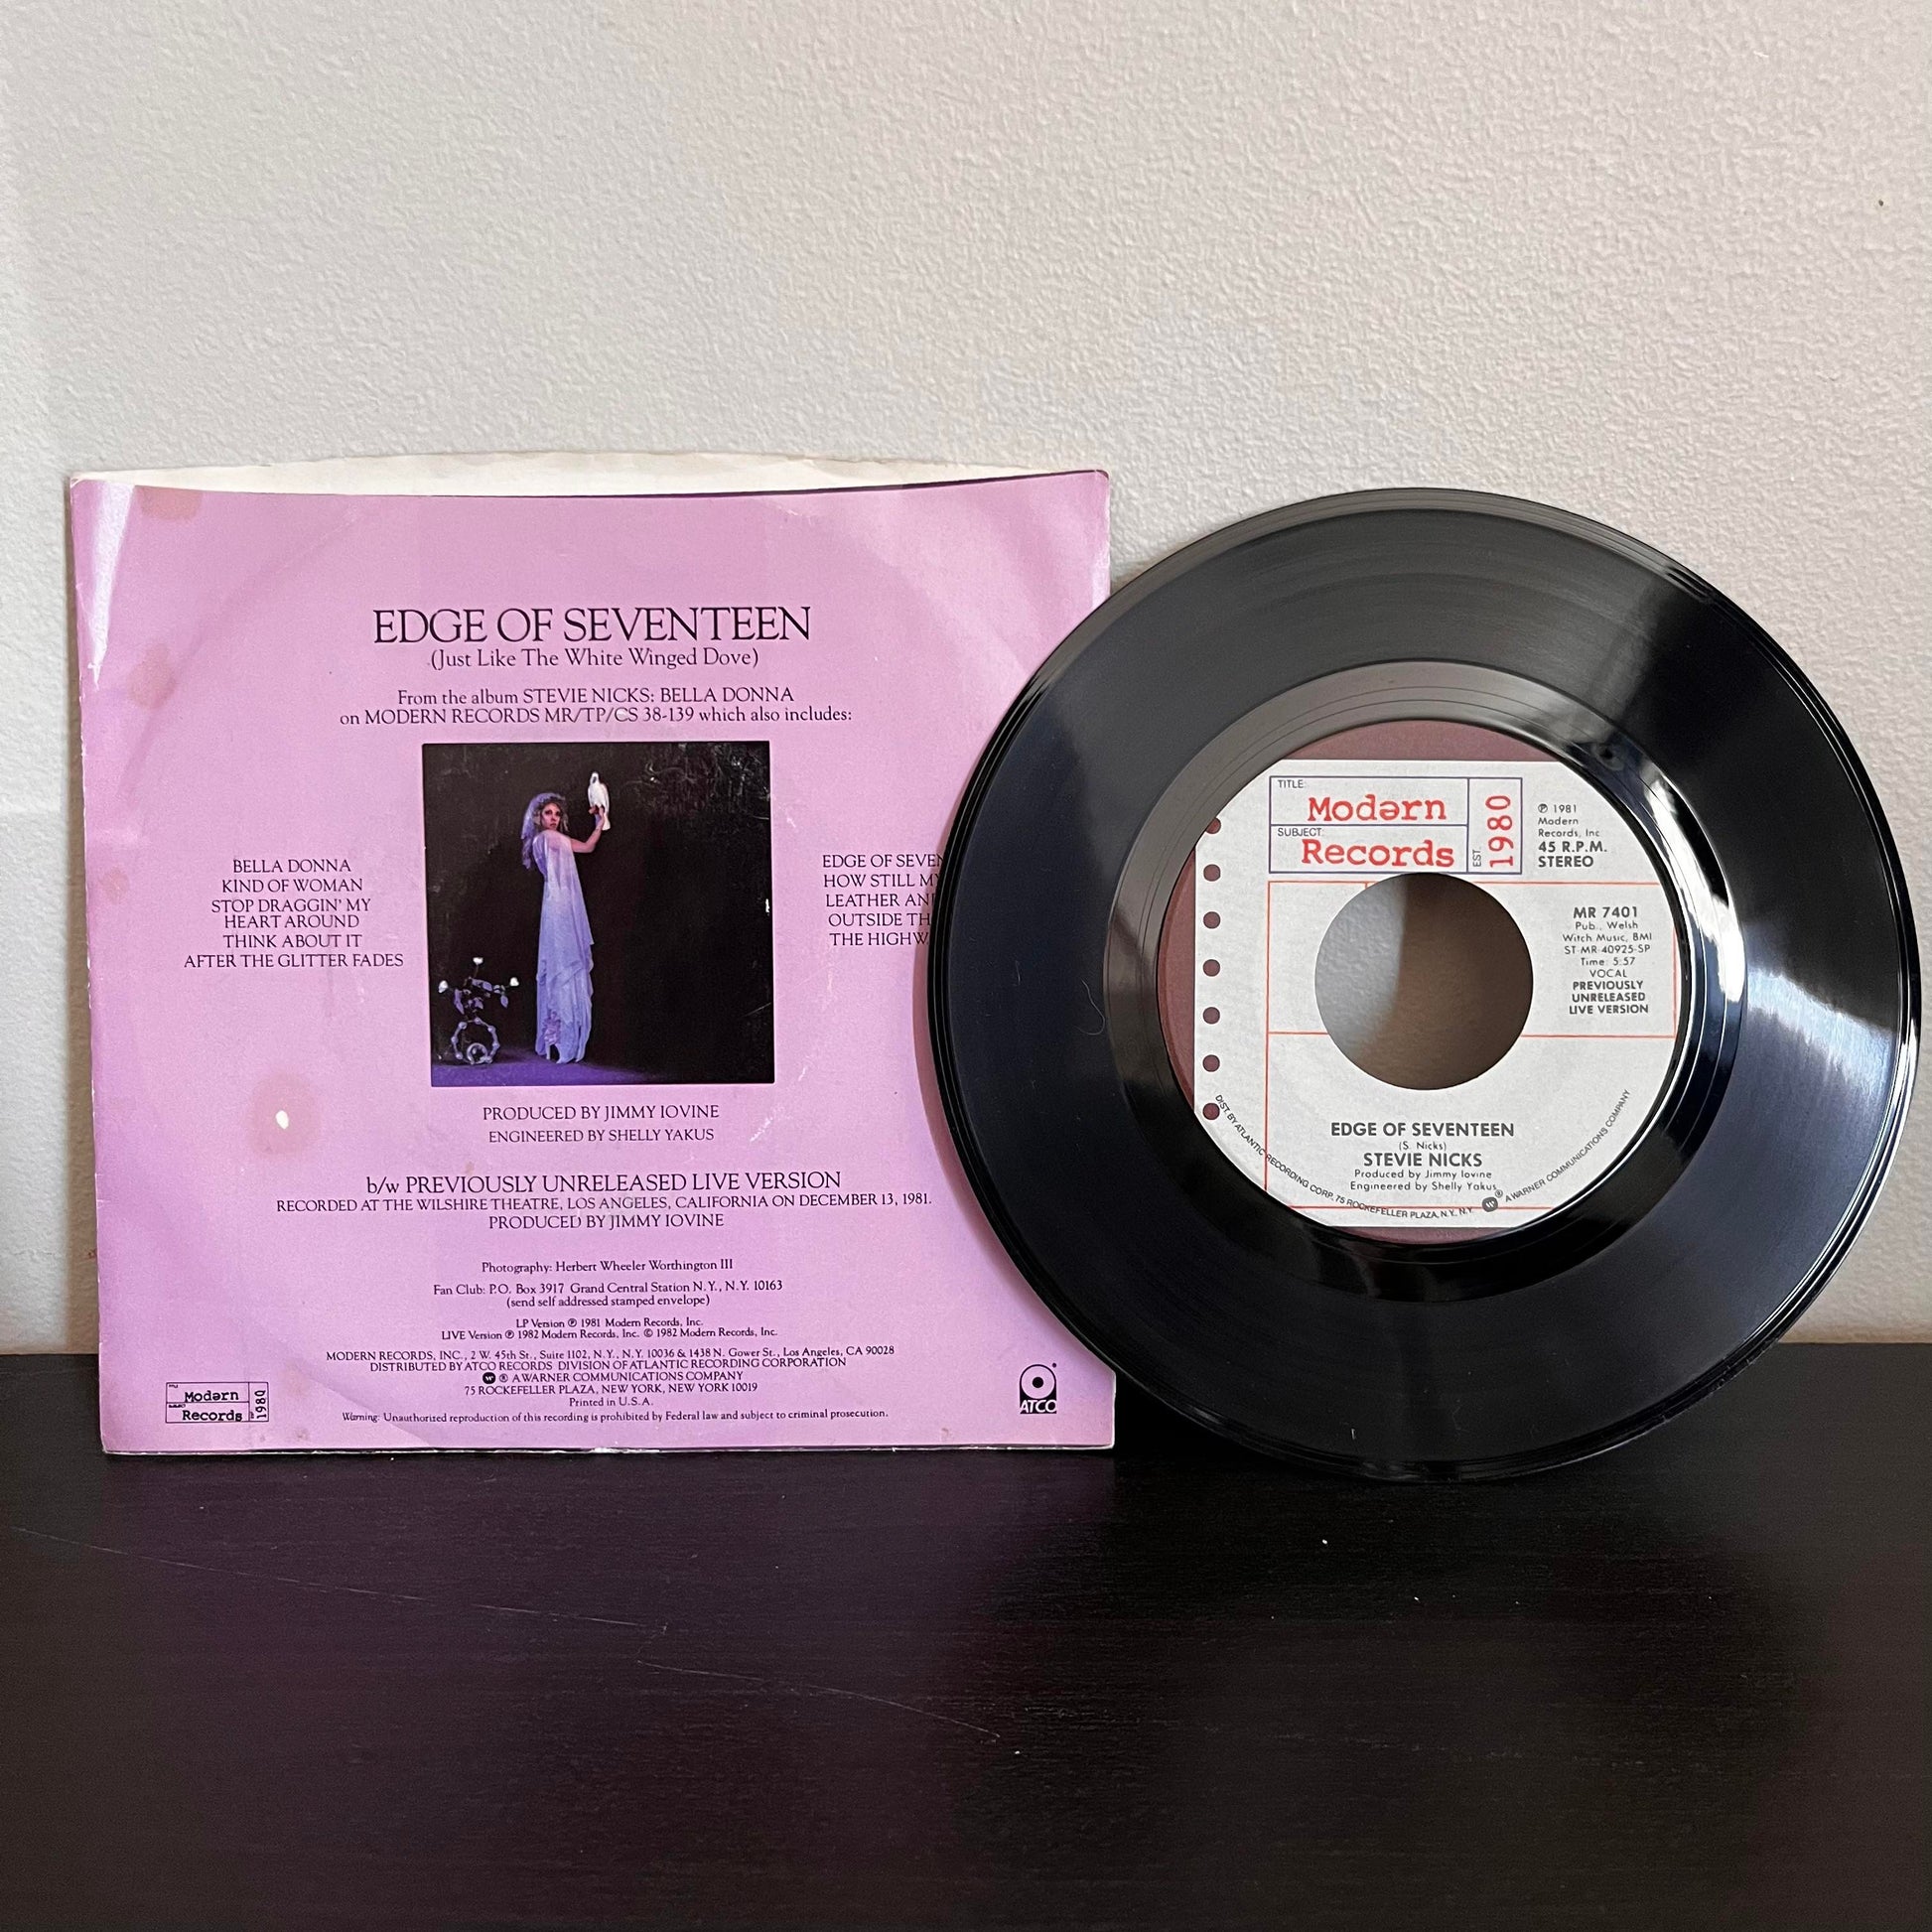 EDGE OF SEVENTEEN
(Just Like The White Winged Dove)
From the album STEVIE NICKS: BELLA DONNA
on MODERN RECORDS MR/TP/CS 38-139 which also includes:
BELLA DONNA
KIND OF WOMAN
STOP DRAGGIN' MY
HEART AROUND
THINK ABOUT IT
AFTER THE GLITTER FADES
EDGE OF
HOW STILL
LEATHER
OUTSIDE
THE
PRODUCED BY JIMMY IOVINE
ENGINEERED BY SHELLY YAKUS
b/w PREVIOUSLY UNRELEASED LIVE VERSION
RECORDED AT THE WILSHIRE THEATRE, LOS ANGELES, CALIFORNIA ON DECEMBER 13, 1981.
PRODUCED BY JIMMY IOVINE
Photography: Herbert Wheeler Worthington III
Fan Club: P.O. Box 3917 Grand Central Station N.Y., N.Y. 10163
(send self addressed stamped envelope)
LP Version ℗ 1981 Modern Records, Inc.
LIVE Version ℗ 1982 Modern Records, Inc. © 1982 Modern Records, Inc.
MODERN RECORDS, INC., 2 W. 45th St., Suite 1102, N.Y., N.Y. 10036 & 1438 N. Gower St., Los Angeles, CA 90028
DISTRIBUTED BY ATCO RECORDS DIVISION OF ATLANTIC RECORDING CORPORATION
® A WARNER COMMUNICATIONS COMPANY
75 ROCKEFELLER PLAZA, NEW YORK, NEW YORK 10019
Printed in U.S.A.
Warning: Unauthorized reproduction of this recording is prohibited by Federal law and subject to criminal prosecution.
Modərn
Records
1980
ATCO
TITLE:
Modərn
SUBJECT:
Records
EST.
1980
℗ 1981
Modern
Records, Inc
45 R.P.M.
STEREO
MR 7401
Pub., Welsh
Witch Music, BMI
ST-MR-40925-SP
Time: 5:57
VOCAL
PREVIOUSLY
UNRELEASED
LIVE VERSION
EDGE OF SEVENTEEN
(S. Nicks)
STEVIE NICKS
Produced by Jimmy Iovine
Engineered by Shelly Yakus
DIST. BY ATLANTIC RECORDING CORP., 75 ROCKEFELLER PLAZA, N.Y., N.Y. ® A WARNER COMMUNICATIONS COMPANY